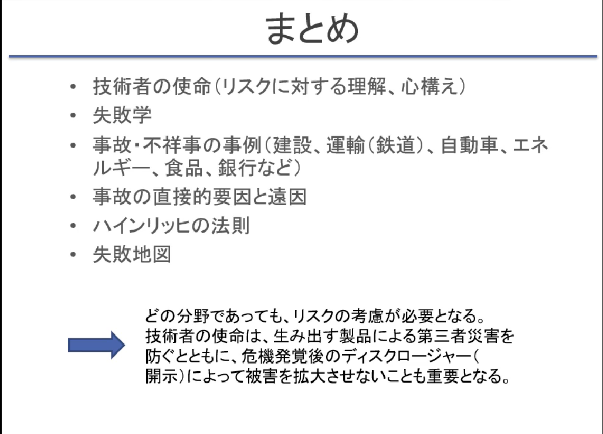 まとめ
• 技術者の使命(リスクに対する理解、心構え)
• 失敗学
• 事故・不祥事の事例(建設、運輸(鉄道)、自動車、エネ
ルギー、食品、銀行など)
• 事故の直接的要因と遠因
• ハインリッヒの法則
• 失敗地図
どの分野であっても、リスクの考慮が必要となる。
技術者の使命は、生み出す製品による第三者災害を
防ぐとともに、危機発覚後のディスクロージャー(
開示)によって被害を拡大させないことも重要となる。